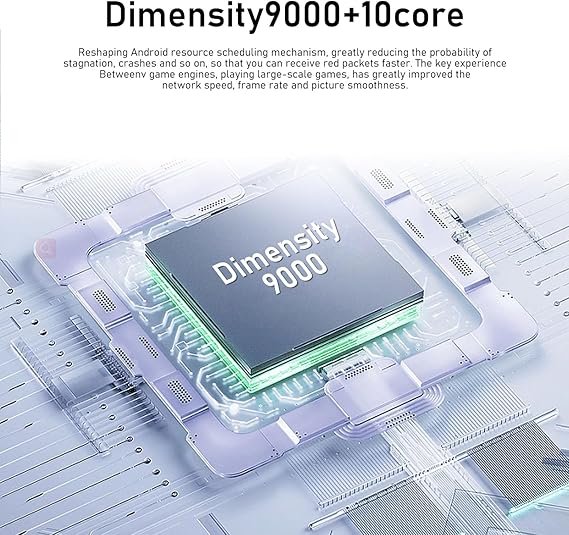 Dimensity9000+10core
Reshaping Android resource scheduling mechanism, greatly reducing the probability of
stagnation, crashes and so on, so that you can receive red packets faster. The key experience
Betweenv game engines, playing large-scale games, has greatly improved the
network speed, frame rate and picture smoothness.
Dimensity
9000